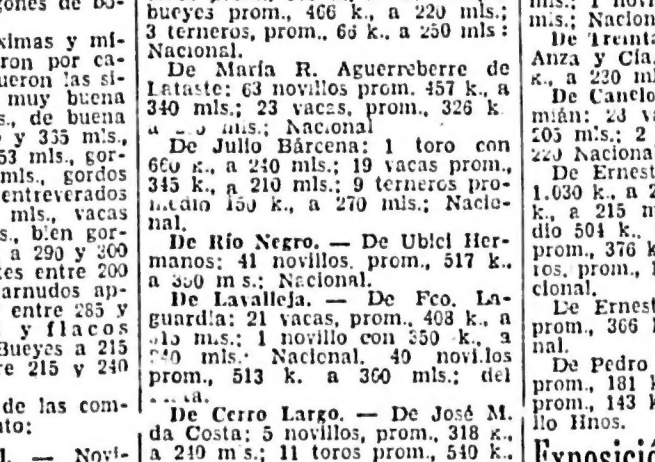 gones de bo-
ximas y mí-
ron por ca-
ueron las si-
muy buena
s., de buena
y 335 mls.,
53 mls., gor-
mls., gordos
entreverados
mls., vacas
s., bien gor-
a 290 y 300
tes entre 200
arnudos ap-
entre 285 y
y flacos
Bueyes a 215
re 215 y 240
de las com-
nto:
l. — Novi-
bueyes prom., 466 k., a 220 mls.;
3 terneros, prom., 66 k., a 250 mls :
Nacional.
De María R. Aguerreberre de
Lataste: 63 novillos prom. 457 k., a
340 mls.; 23 vacas, prom., 326 k.
a mls.; Nacional
De Julio Bárcena: 1 toro con
660 k., a 240 mls.; 19 vacas prom.,
345 k., a 210 mls.; 9 terneros pro-
medio 150 k., a 270 mls.; Nacio-
nal.
De Río Negro. — De Ubici Her-
manos: 41 novillos, prom., 517 k.,
a 350 m s.; Nacional.
De Lavalleja. — De Fco. La-
guardia: 21 vacas, prom., 408 k., a
mls.; 1 novillo con 350 k., a
mls.· Nacional. 40 novillos
prom., 513 k. a 360 mls.; del
De Cerro Largo. — De José M.
da Costa: 5 novillos, prom., 318 k.,
a 240 m s.; 11 toros prom., 540 k.,
mls.; 1 novi
mls.; Nacion
De Treinta
Anza y Cía.
k., a 230 ml
De Canelo
mián: 23 va
205 mls.; 2
220 Nacional
De Ernest
1.030 k., a 2
k., a 215 m
dio 504 k.,
prom., 376 k
ros, prom., 1
cional.
De Ernest
prom., 366
nal.
De Pedro
prom., 181 k
prom., 143 k
llo Hnos.
Exposició